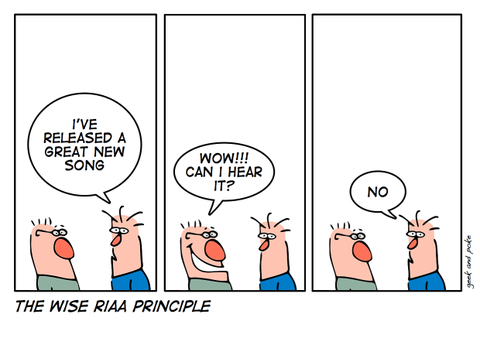 I'VE
RELEASED A
GREAT NEW
SONG
WOW!!!
CAN I HEAR
IT?
NO
geek and poke
THE WISE RIAA PRINCIPLE